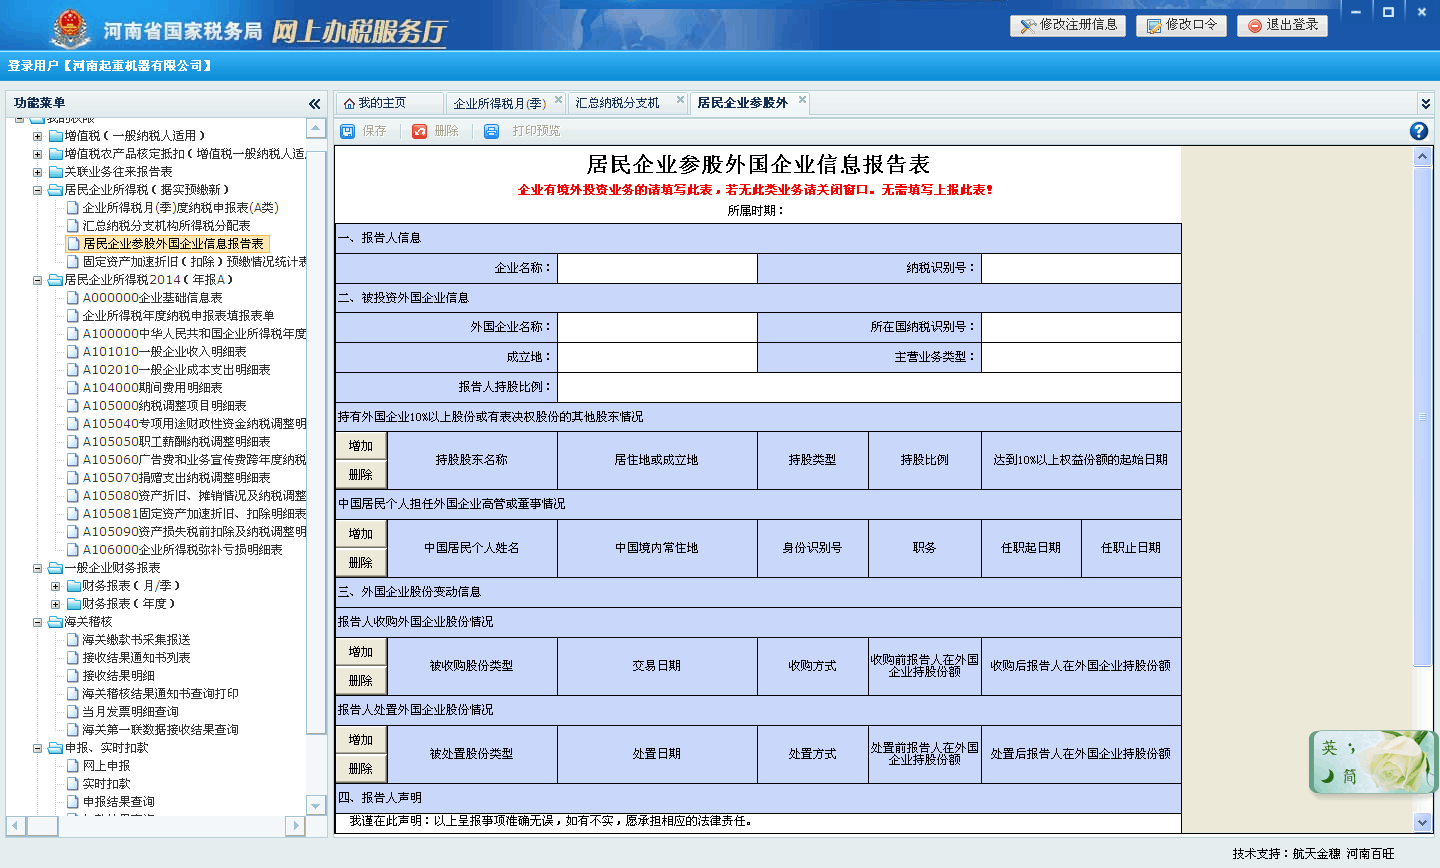 河南省国家税务局 网上办税服务厅
修改注册信息 修改口令 退出登录
登录用户【河南起重机器有限公司】
功能菜单
我的主页 企业所得税月(季) 汇总纳税分支机 居民企业参股外
保存 删除 打印预览
我的权限
增值税（一般纳税人适用）
增值税农产品核定抵扣（增值税一般纳税人适
关联业务往来报告表
居民企业所得税（据实预缴新）
企业所得税月(季)度纳税申报表(A类)
汇总纳税分支机构所得税分配表
居民企业参股外国企业信息报告表
固定资产加速折旧（扣除）预缴情况统计表
居民企业所得税2014（年报A）
A000000企业基础信息表
企业所得税年度纳税申报表填报表单
A100000中华人民共和国企业所得税年度
A101010一般企业收入明细表
A102010一般企业成本支出明细表
A104000期间费用明细表
A105000纳税调整项目明细表
A105040专项用途财政性资金纳税调整明
A105050职工薪酬纳税调整明细表
A105060广告费和业务宣传费跨年度纳税
A105070捐赠支出纳税调整明细表
A105080资产折旧、摊销情况及纳税调整
A105081固定资产加速折旧、扣除明细表
A105090资产损失税前扣除及纳税调整明
A106000企业所得税弥补亏损明细表
一般企业财务报表
财务报表（月/季）
财务报表（年度）
海关稽核
海关缴款书采集报送
接收结果通知书列表
接收结果明细
海关稽核结果通知书查询打印
当月发票明细查询
海关第一联数据接收结果查询
申报、实时扣款
网上申报
实时扣款
申报结果查询
居民企业参股外国企业信息报告表
企业有境外投资业务的请填写此表，若无此类业务请关闭窗口。无需填写上报此表！
所属时期：
一、报告人信息
企业名称： 纳税识别号：
二、被投资外国企业信息
外国企业名称： 所在国纳税识别号：
成立地： 主营业务类型：
报告人持股比例：
持有外国企业10%以上股份或有表决权股份的其他股东情况
增加
删除
持股股东名称 居住地或成立地 持股类型 持股比例 达到10%以上权益份额的起始日期
中国居民个人担任外国企业高管或董事情况
增加
删除
中国居民个人姓名 中国境内常住地 身份识别号 职务 任职起日期 任职止日期
三、外国企业股份变动信息
报告人收购外国企业股份情况
增加
删除
被收购股份类型 交易日期 收购方式 收购前报告人在外国企业持股份额 收购后报告人在外国企业持股份额
报告人处置外国企业股份情况
增加
删除
被处置股份类型 处置日期 处置方式 处置前报告人在外国企业持股份额 处置后报告人在外国企业持股份额
四、报告人声明
我谨在此声明：以上呈报事项准确无误，如有不实，愿承担相应的法律责任。
英 ；
简
技术支持：航天金穗 河南百旺